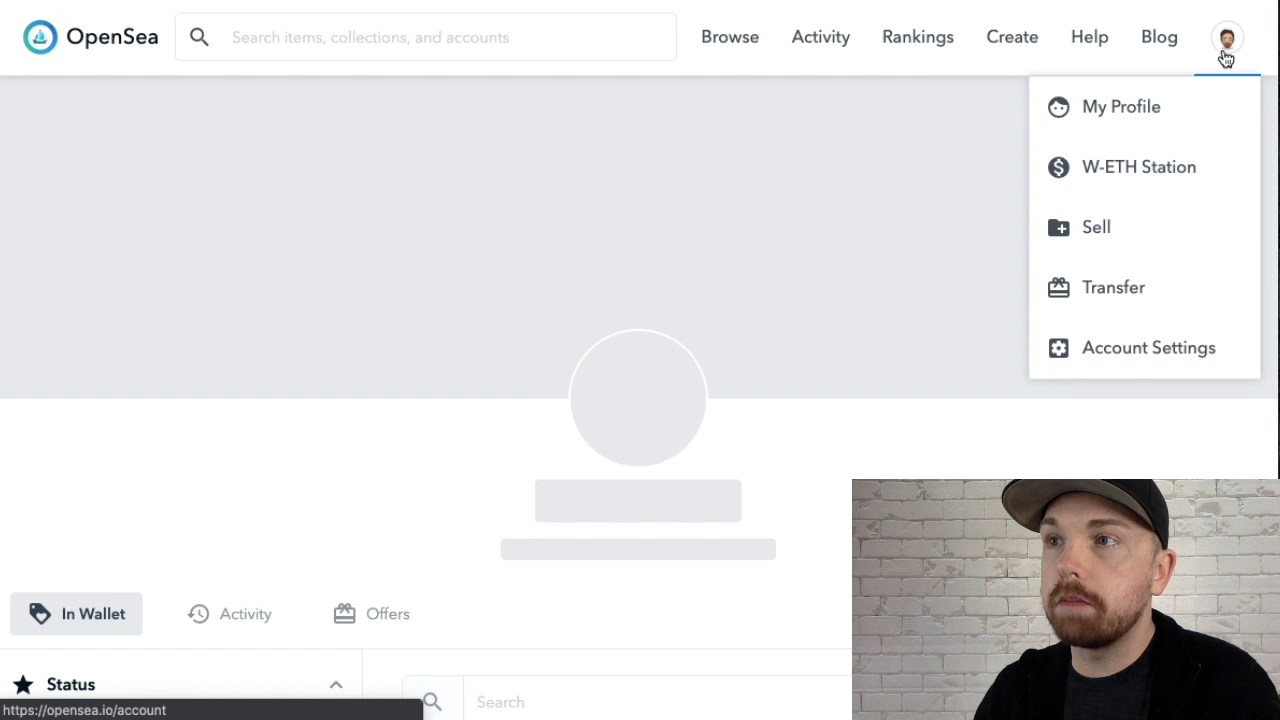 OpenSea
Search items, collections, and accounts
Browse
Activity
Rankings
Create
Help
Blog
My Profile
W-ETH Station
Sell
Transfer
Account Settings
In Wallet
Activity
Offers
Status
Search
https://opensea.io/account